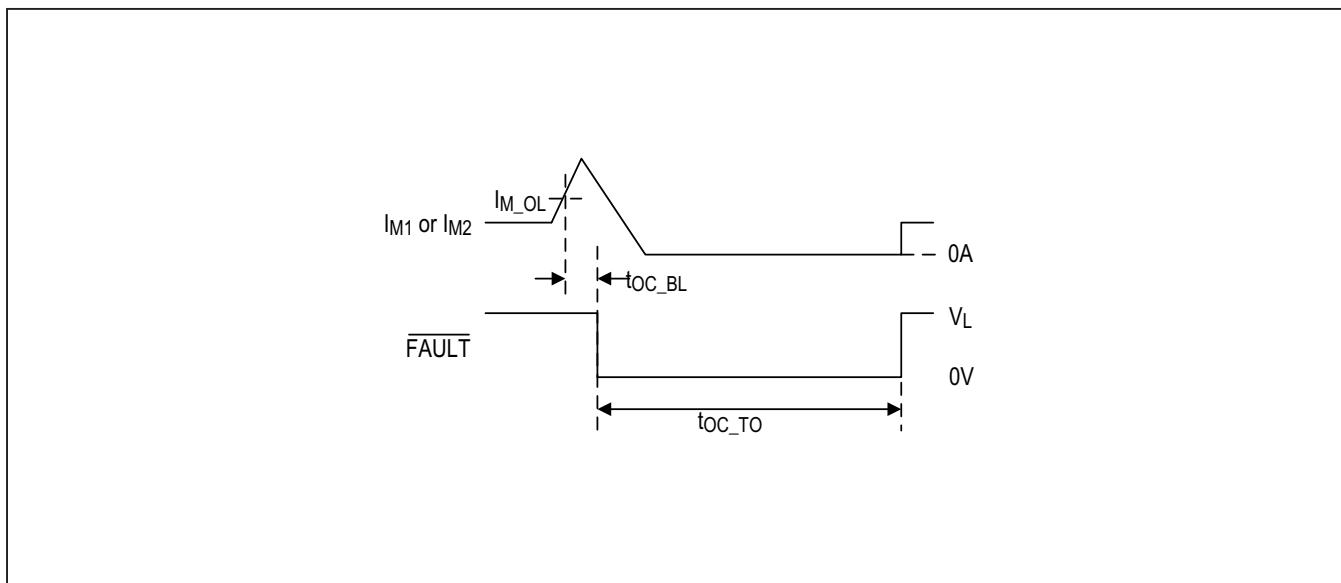 IM_OL
IM1 or IM2
0A
tOC_BL
VL
FAULT
0V
tOC_TO